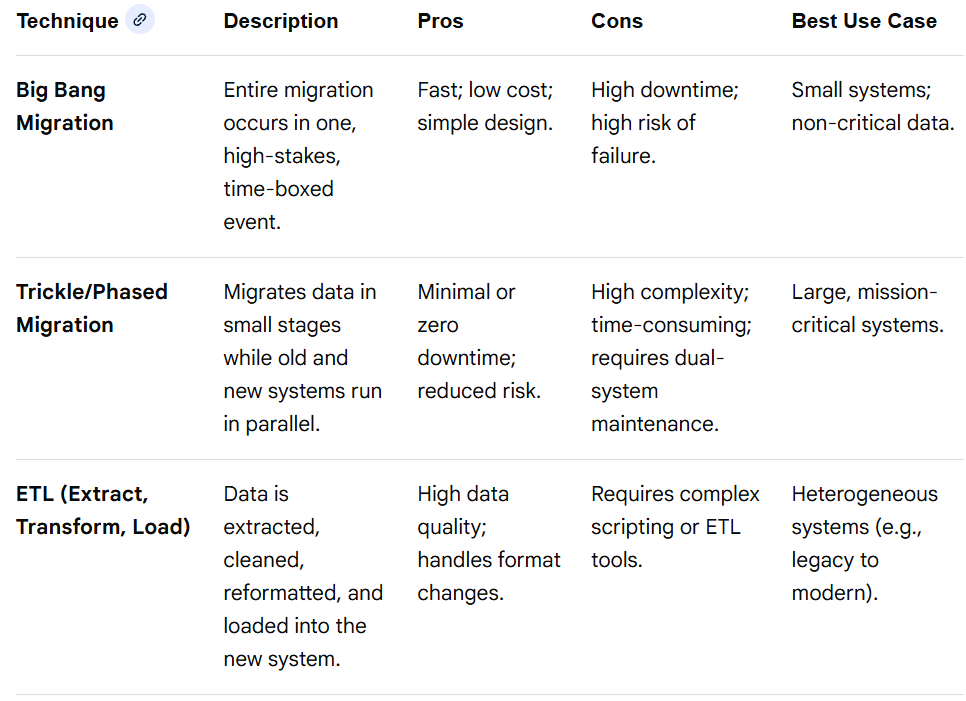 Technique Description Pros Cons Best Use Case
Big Bang Migration
Entire migration
occurs in one,
high-stakes,
time-boxed
event.
Fast; low cost;
simple design.
High downtime;
high risk of
failure.
Small systems;
non-critical data.
Trickle/Phased
Migration
Migrates data in
small stages
while old and
new systems run
in parallel.
Minimal or
zero
downtime;
reduced risk.
High complexity;
time-consuming;
requires dual-
system
maintenance.
Large, mission-
critical systems.
ETL (Extract,
Transform, Load)
Data is
extracted,
cleaned,
reformatted, and
loaded into the
new system.
High data
quality;
handles format
changes.
Requires complex
scripting or ETL
tools.
Heterogeneous
systems (e.g.,
legacy to
modern).